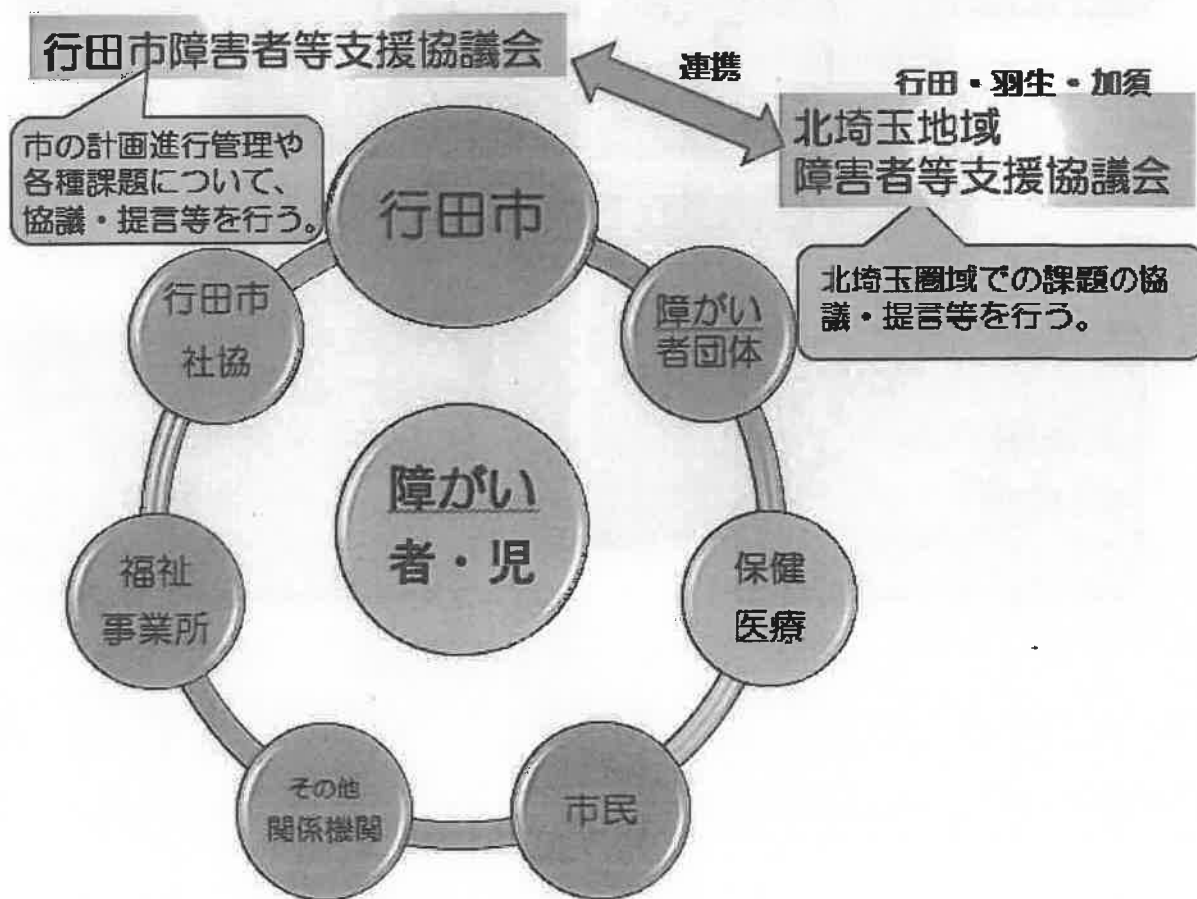 行田市障害者等支援協議会
連携
行田・羽生・加須
北埼玉地域
障害者等支援協議会
市の計画進行管理や
各種課題について、
協議・提言等を行う。
北埼玉圏域での課題の協
議・提言等を行う。
行田市
行田市
社協
障がい
者団体
障がい
者・児
福祉
事業所
保健
医療
その他
関係機関
市民